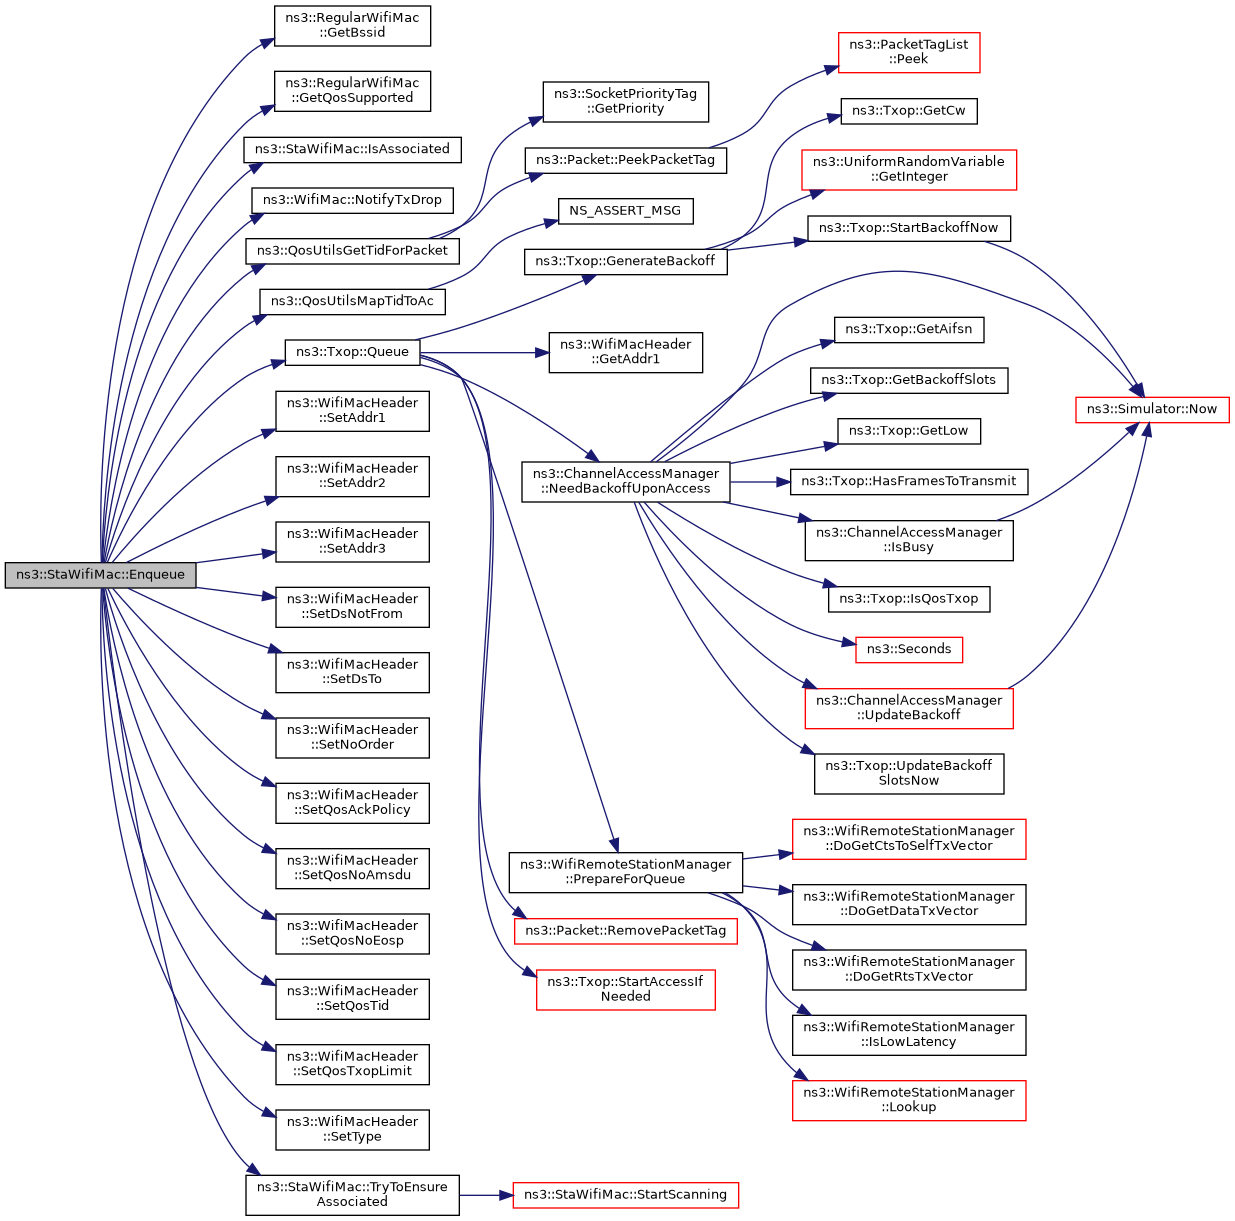 ns3::StaWifiMac::Enqueue
ns3::RegularWifiMac
::GetBssid
ns3::RegularWifiMac
::GetQosSupported
ns3::StaWifiMac::IsAssociated
ns3::WifiMac::NotifyTxDrop
ns3::QosUtilsGetTidForPacket
ns3::QosUtilsMapTidToAc
ns3::Txop::Queue
ns3::WifiMacHeader
::SetAddr1
ns3::WifiMacHeader
::SetAddr2
ns3::WifiMacHeader
::SetAddr3
ns3::WifiMacHeader
::SetDsNotFrom
ns3::WifiMacHeader
::SetDsTo
ns3::WifiMacHeader
::SetNoOrder
ns3::WifiMacHeader
::SetQosAckPolicy
ns3::WifiMacHeader
::SetQosNoAmsdu
ns3::WifiMacHeader
::SetQosNoEosp
ns3::WifiMacHeader
::SetQosTid
ns3::WifiMacHeader
::SetQosTxopLimit
ns3::WifiMacHeader
::SetType
ns3::StaWifiMac::TryToEnsure
Associated
ns3::SocketPriorityTag
::GetPriority
ns3::Packet::PeekPacketTag
NS_ASSERT_MSG
ns3::Txop::GenerateBackoff
ns3::WifiMacHeader
::GetAddr1
ns3::ChannelAccessManager
::NeedBackoffUponAccess
ns3::WifiRemoteStationManager
::PrepareForQueue
ns3::Packet::RemovePacketTag
ns3::Txop::StartAccessIf
Needed
ns3::StaWifiMac::StartScanning
ns3::PacketTagList
::Peek
ns3::Txop::GetCw
ns3::UniformRandomVariable
::GetInteger
ns3::Txop::StartBackoffNow
ns3::Txop::GetAifsn
ns3::Txop::GetBackoffSlots
ns3::Txop::GetLow
ns3::Txop::HasFramesToTransmit
ns3::ChannelAccessManager
::IsBusy
ns3::Txop::IsQosTxop
ns3::Seconds
ns3::ChannelAccessManager
::UpdateBackoff
ns3::Txop::UpdateBackoff
SlotsNow
ns3::WifiRemoteStationManager
::DoGetCtsToSelfTxVector
ns3::WifiRemoteStationManager
::DoGetDataTxVector
ns3::WifiRemoteStationManager
::DoGetRtsTxVector
ns3::WifiRemoteStationManager
::IsLowLatency
ns3::WifiRemoteStationManager
::Lookup
ns3::Simulator::Now